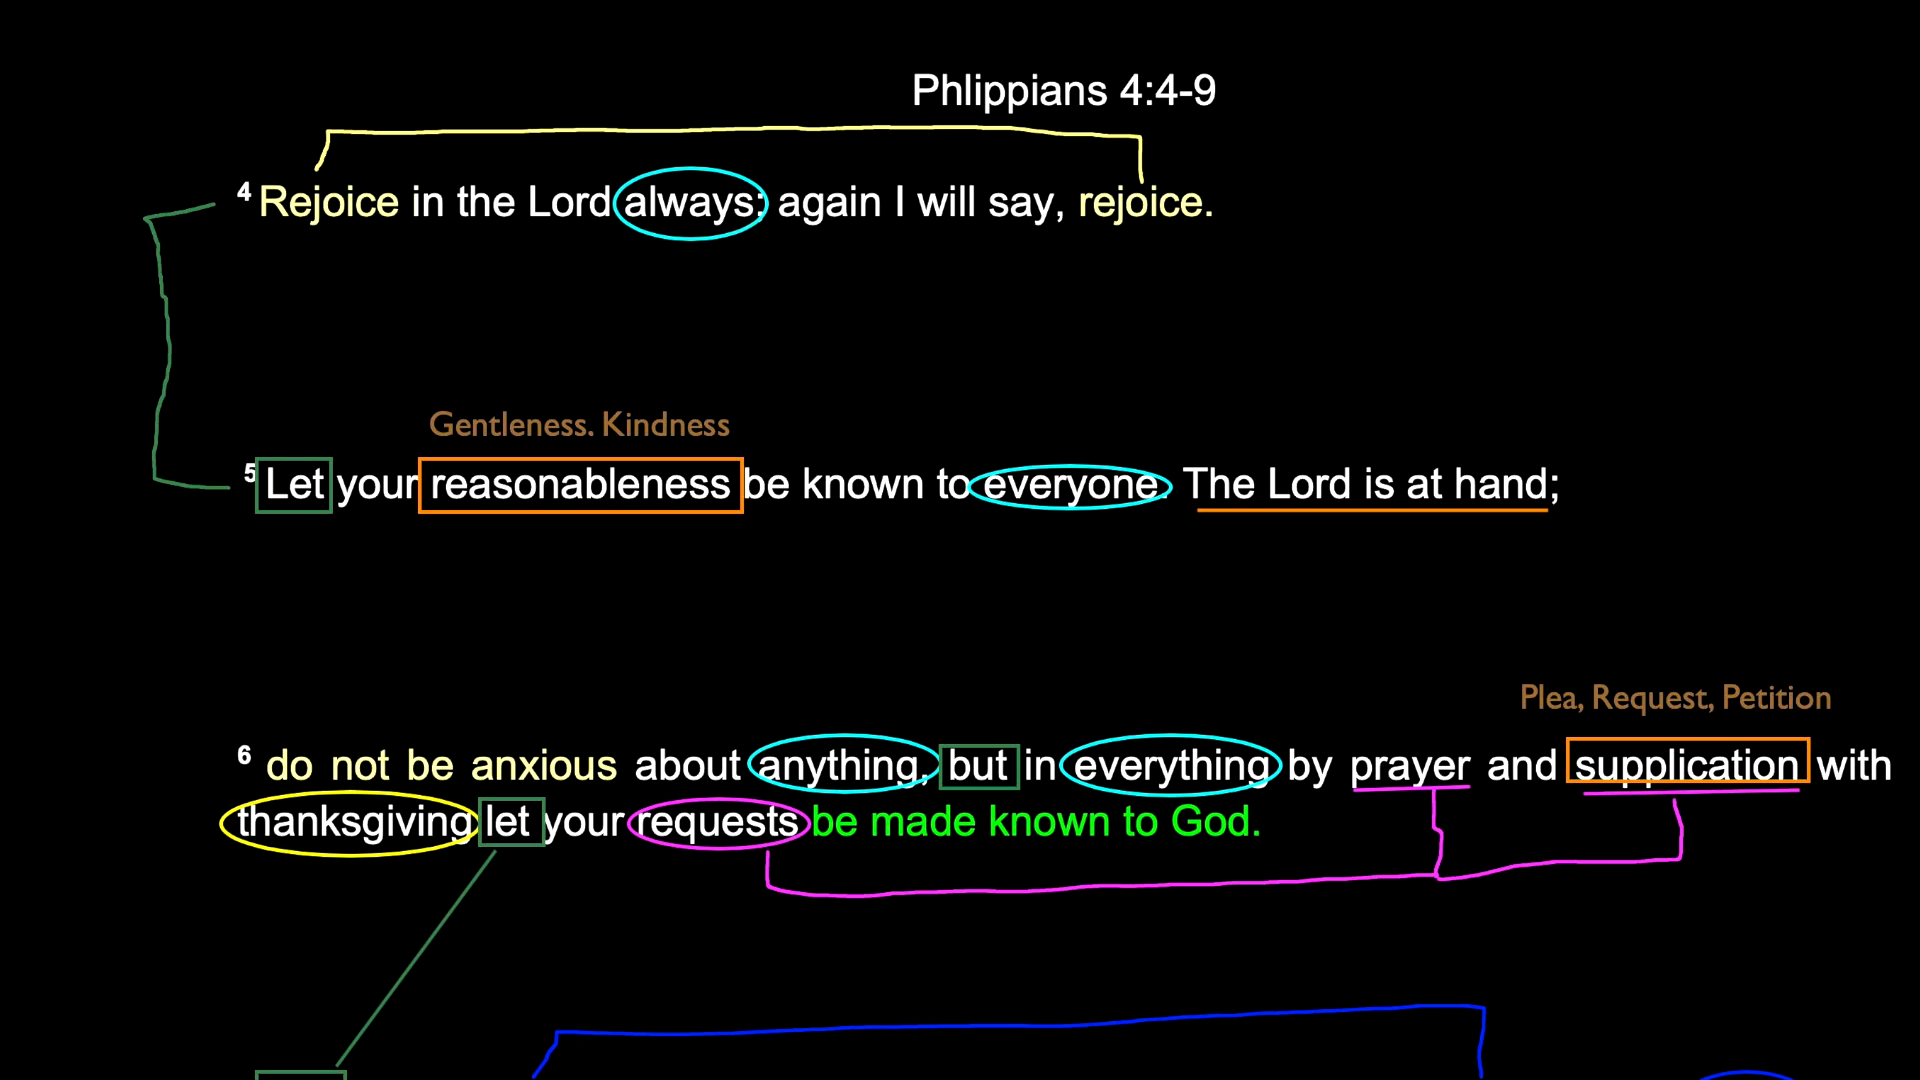 Phlippians 4:4-9
4 Rejoice in the Lord always; again I will say, rejoice.
Gentleness. Kindness
5 Let your reasonableness be known to everyone. The Lord is at hand;
Plea, Request, Petition
6 do not be anxious about anything, but in everything by prayer and supplication with
thanksgiving let your requests be made known to God.